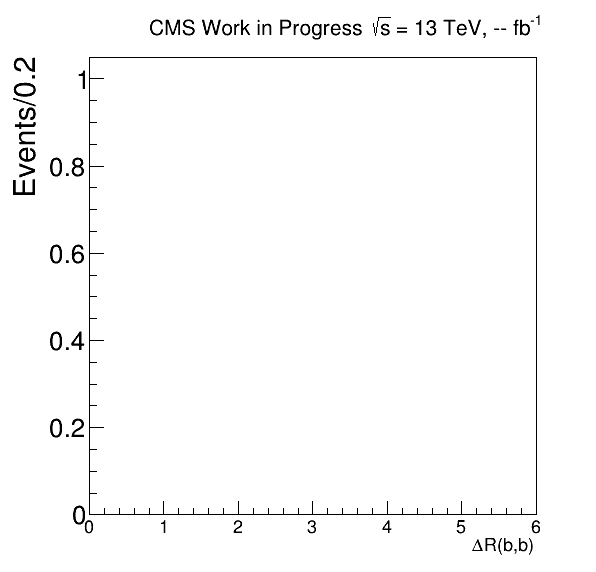 CMS Work in Progress √s = 13 TeV, -- fb⁻¹
Events/0.2
1
0.8
0.6
0.4
0.2
0
0 1 2 3 4 5 6
ΔR(b,b)